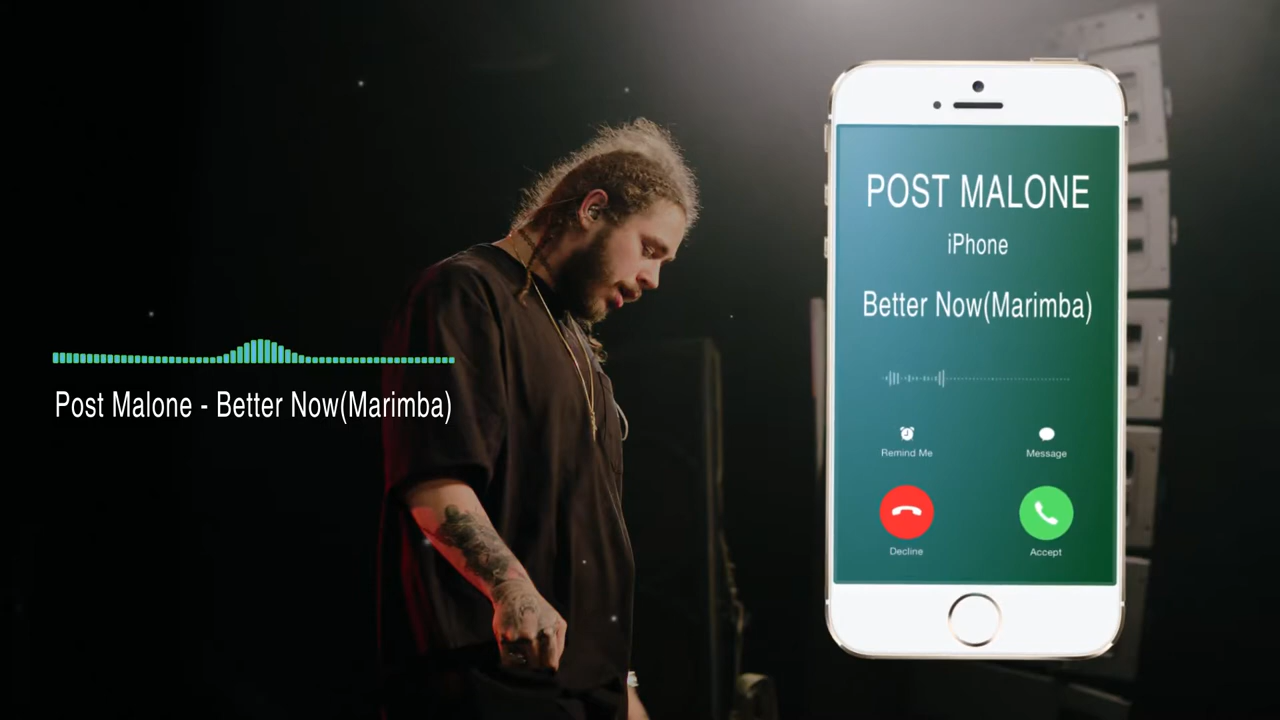 Post Malone - Better Now(Marimba)
POST MALONE
iPhone
Better Now(Marimba)
Remind Me
Message
Decline
Accept